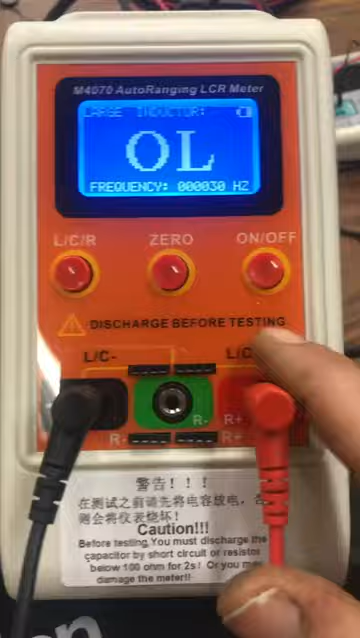 M4070 AutoRanging LCR Meter
LARGE INDUCTOR:
OL
FREQUENCY: 000030 HZ
L/C/R
ZERO
ON/OFF
DISCHARGE BEFORE TESTING
L/C-
L/C
R-
R+
R-
R+
警告!!!
在测试之前请先将电容放电,否
则会将仪表烧坏!
Caution!!!
Before testing,You must discharge the
capacitor by short circuit or resistor
below 100 ohm for 2s! Or you may
damage the meter!!
on